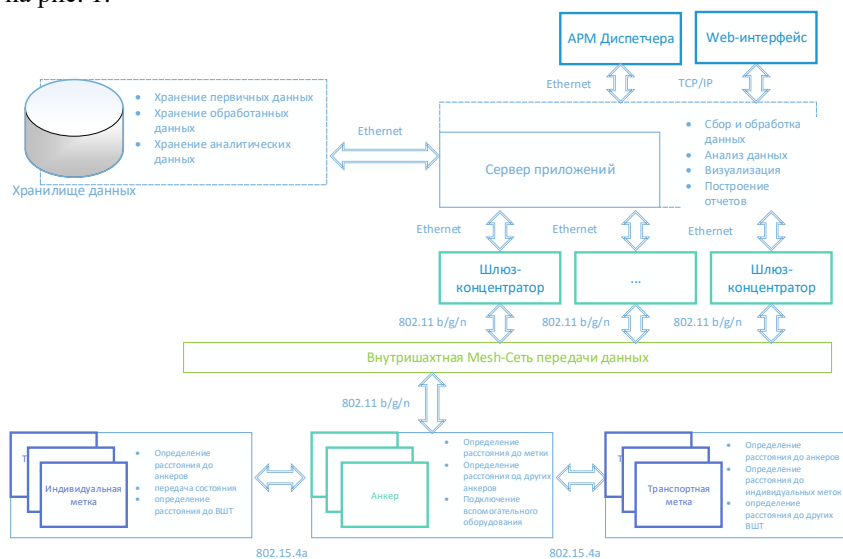 на рис. 1.
АРМ Диспетчера
Web-интерфейс
Ethernet
TCP/IP
• Хранение первичных данных
• Хранение обработанных
данных
• Хранение аналитических
данных
Хранилище данных
Ethernet
Сервер приложений
• Сбор и обработка
данных
• Анализ данных
• Визуализация
• Построение
отчетов
Ethernet
Ethernet
Ethernet
Шлюз-
концентратор
...
Шлюз-
концентратор
802.11 b/g/n
802.11 b/g/n
802.11 b/g/n
Внутришахтная Mesh-Сеть передачи данных
802.11 b/g/n
Индивидуальная
метка
• Определение
расстояния до
анкеров
• передача состояния
• определение
расстояния до ВШТ
Анкер
• Определение
расстояния до метки
• Определение
расстояния од других
анкеров
• Подключение
вспомогательного
оборудования
Транспортная
метка
• Определение
расстояния до анкеров
• Определение
расстояния до
индивидуальных меток
• определение
расстояния до других
ВШТ
802.15.4a
802.15.4a